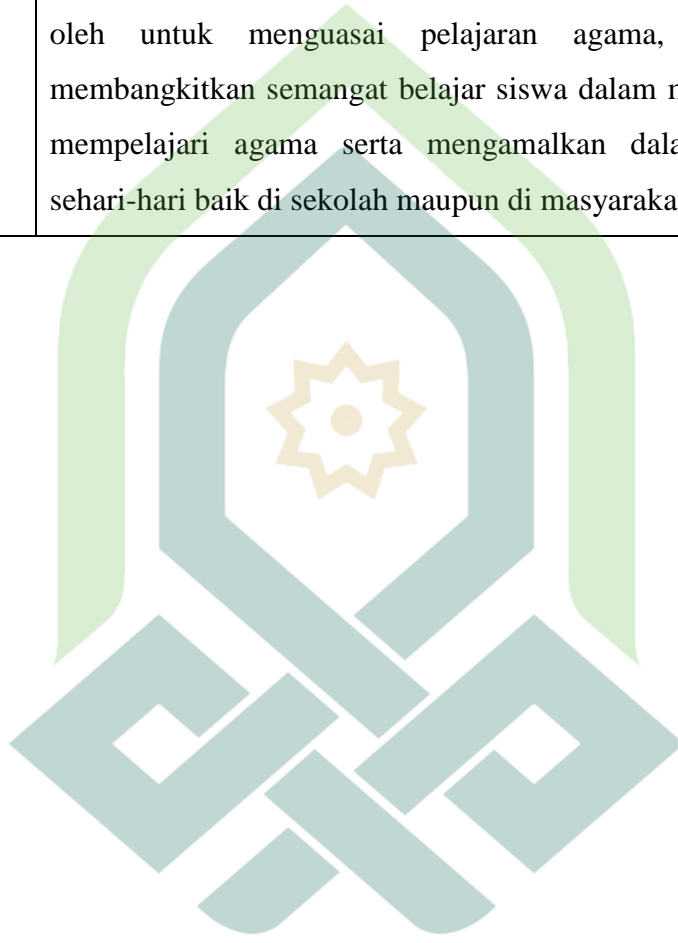 oleh untuk menguasai pelajaran agama,
membangkitkan semangat belajar siswa dalam
mempelajari agama serta mengamalkan
sehari-hari baik di sekolah maupun di